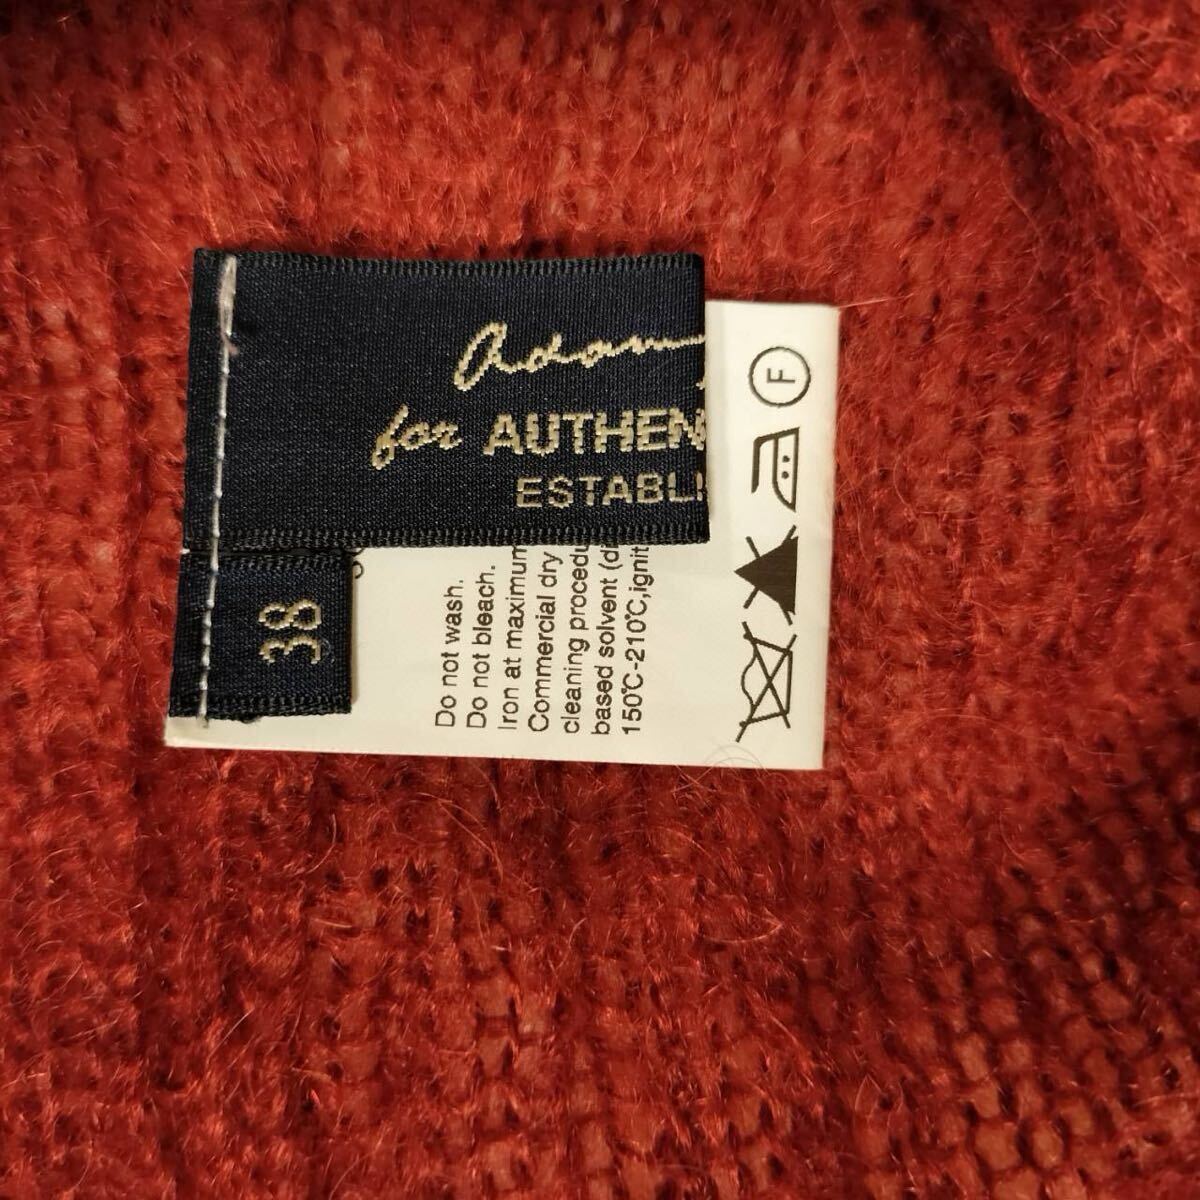 Adam
for AUTHEN
ESTABLI
38
Do not wash.
Do not bleach.
Iron at maximum
Commercial dry
cleaning procedu
based solvent (d
150℃-210℃,ignit
F